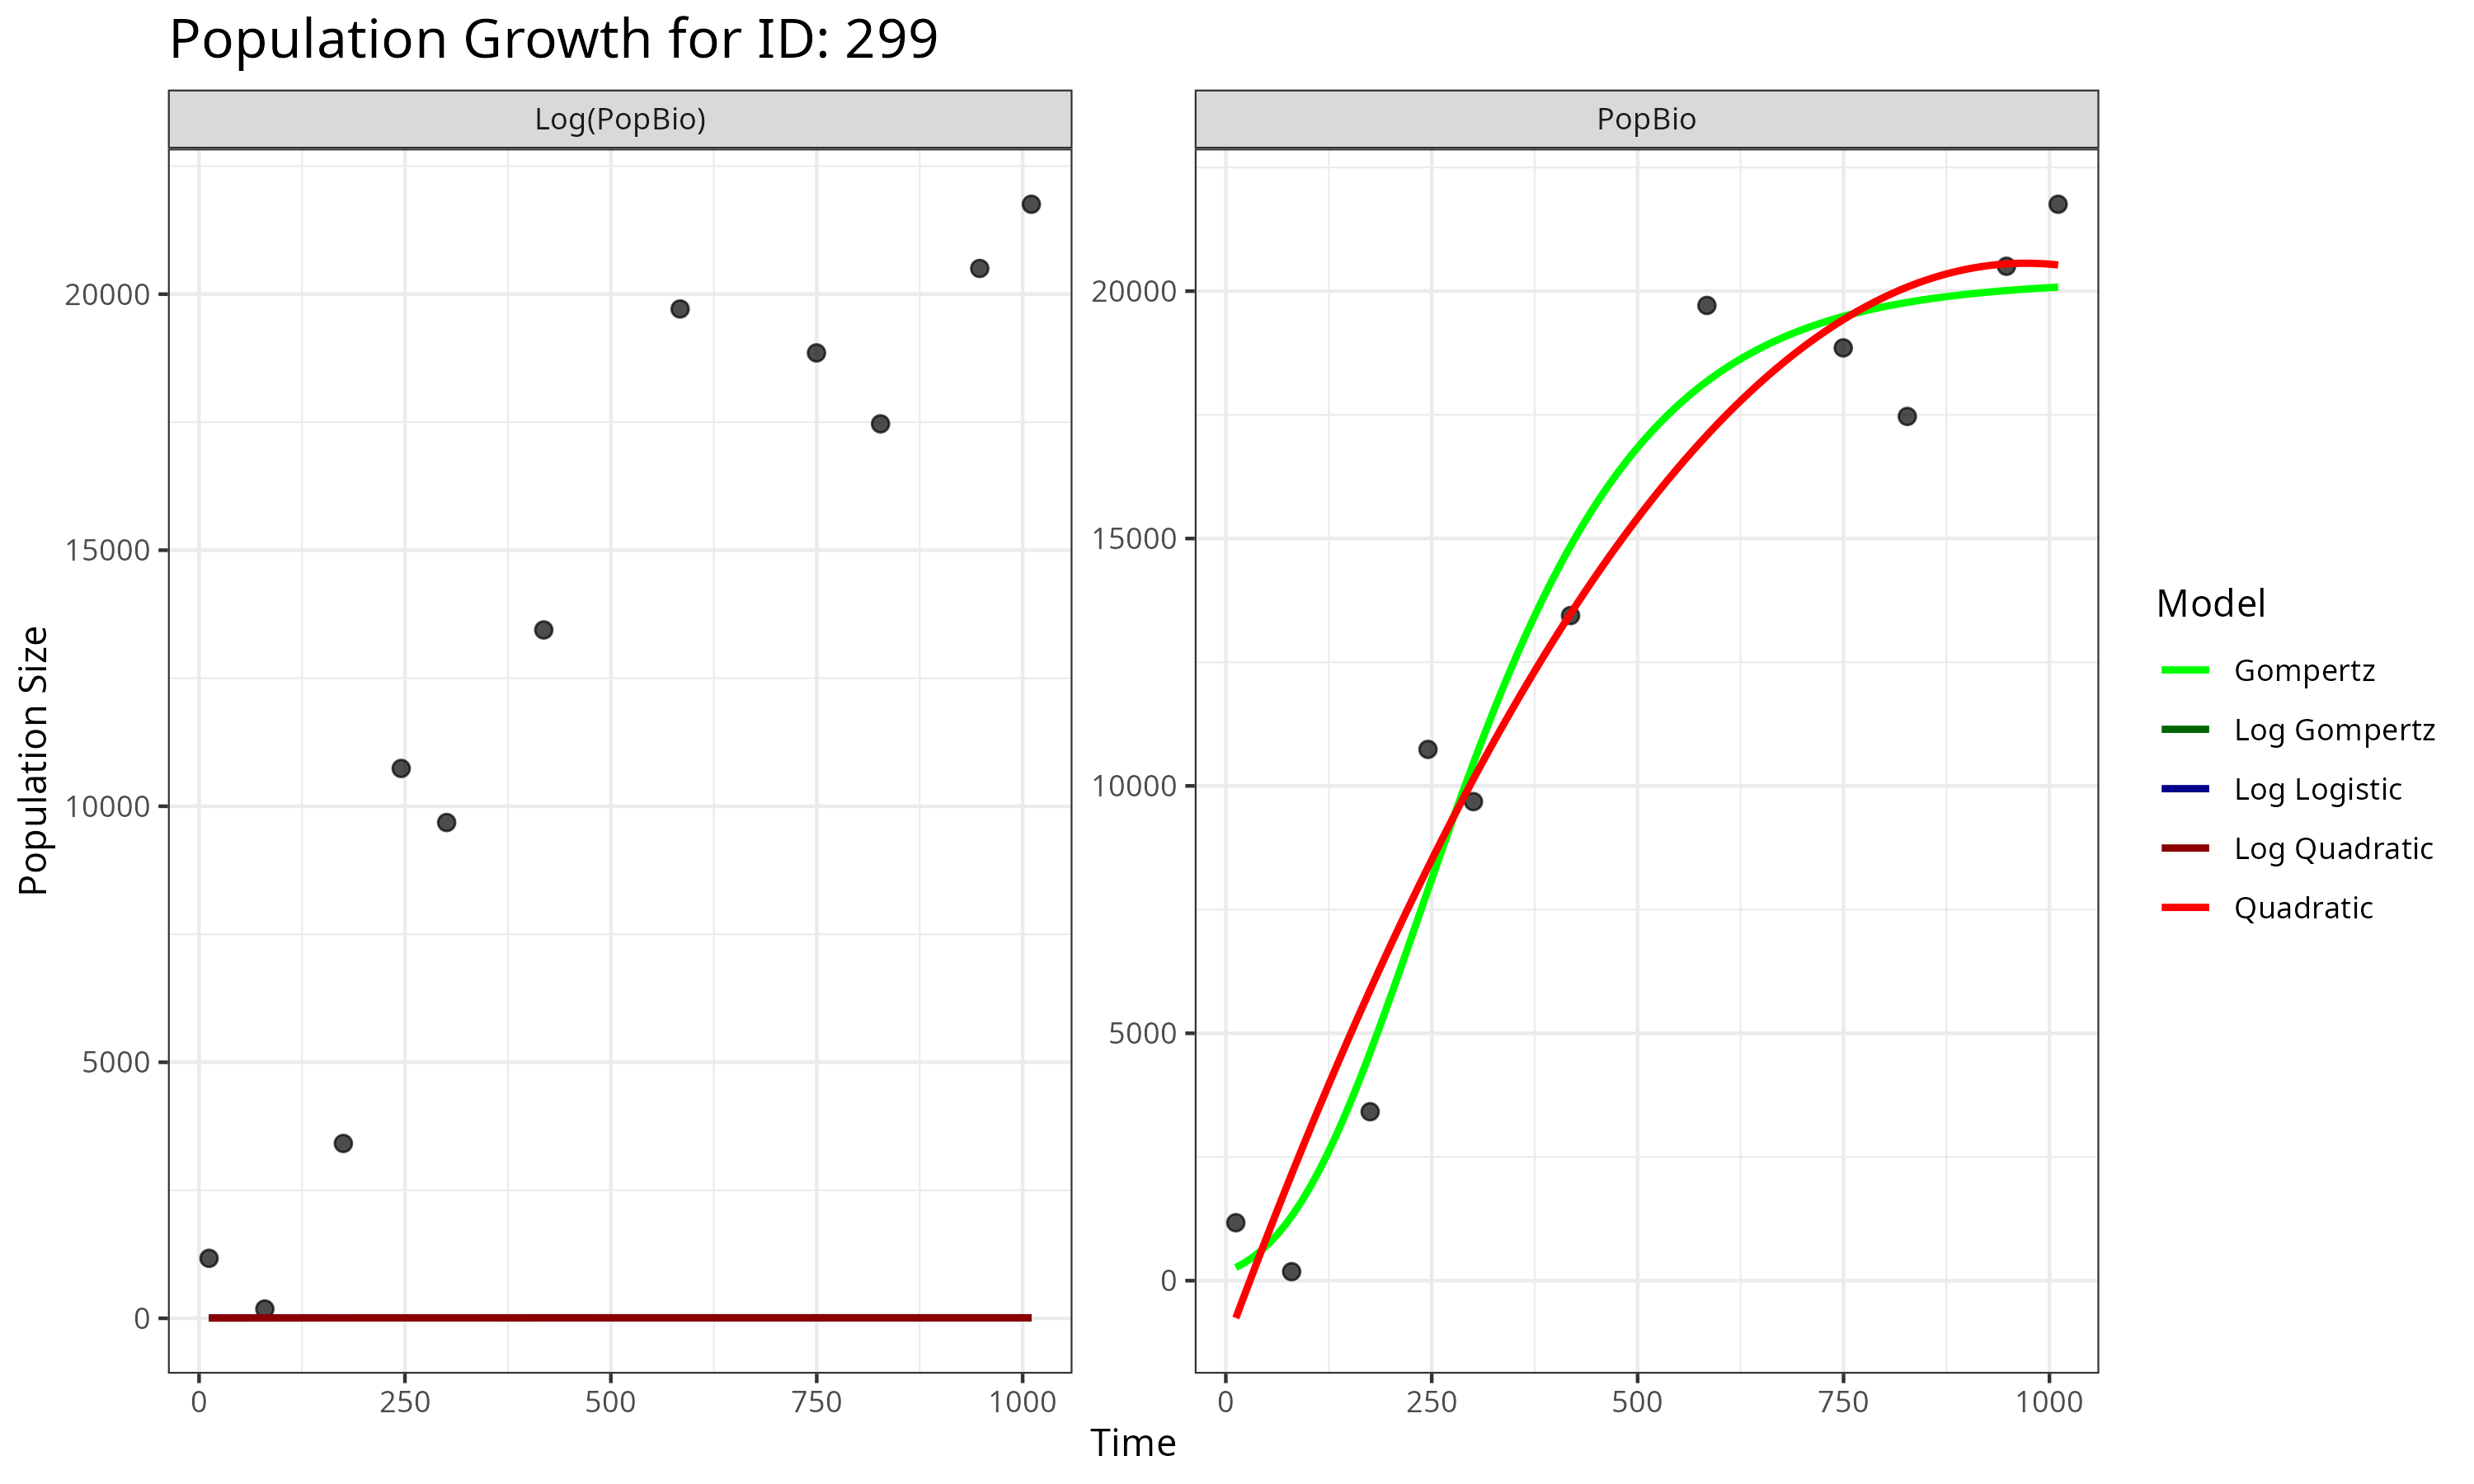 Population Growth for ID: 299
Log(PopBio)
PopBio
Population Size
20000
15000
10000
5000
0
20000
15000
10000
5000
0
0 250 500 750 1000
0 250 500 750 1000
Time
Model
Gompertz
Log Gompertz
Log Logistic
Log Quadratic
Quadratic